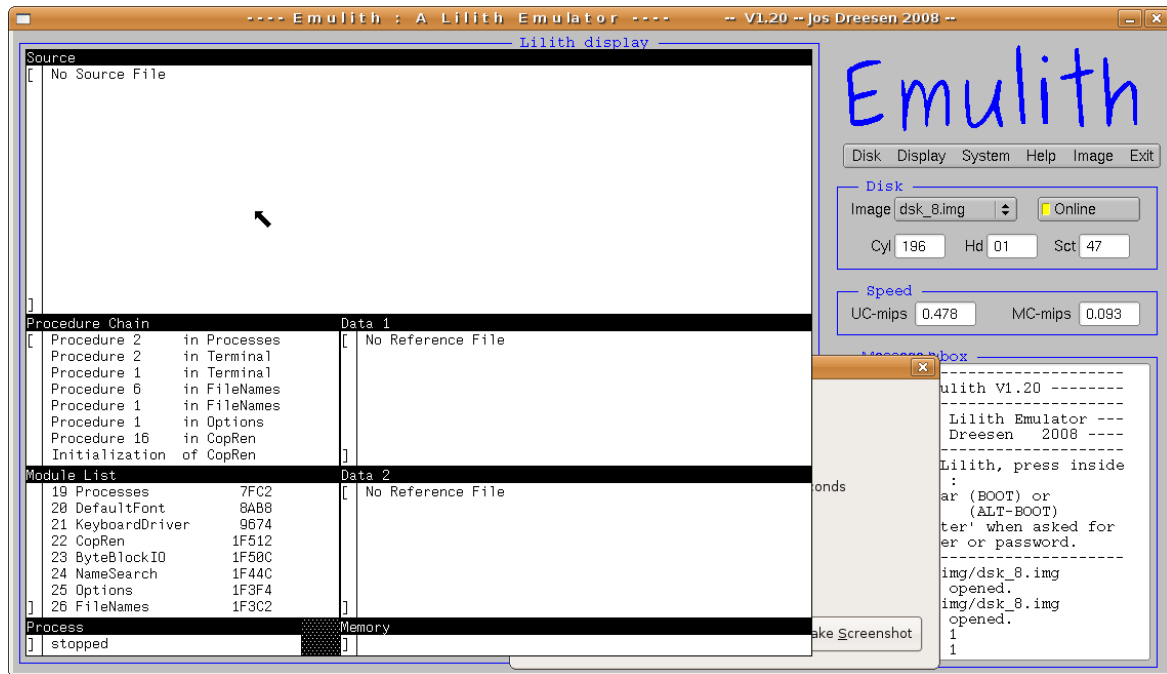 ---- Emulith : A Lilith Emulator ---- -- V1.20 -- Jos Dreesen 2008 --
Lilith display
Source
[ No Source File
]
Procedure Chain
[ Procedure 2 in Processes
Procedure 2 in Terminal
Procedure 1 in Terminal
Procedure 6 in FileNames
Procedure 1 in FileNames
Procedure 1 in Options
Procedure 16 in CopRen
Initialization of CopRen
Data 1
[ No Reference File
]
Module List
19 Processes 7FC2
20 DefaultFont 8AB8
21 KeyboardDriver 9674
22 CopRen 1F512
23 ByteBlockIO 1F50C
24 NameSearch 1F44C
25 Options 1F3F4
] 26 FileNames 1F3C2
Data 2
[ No Reference File
]
Process
] stopped
Memory
]
Emulith
Disk Display System Help Image Exit
Disk
Image dsk_8.img Online
Cyl 196 Hd 01 Sct 47
Speed
UC-mips 0.478 MC-mips 0.093
box
---------------------
ulith V1.20 --------
---------------------
Lilith Emulator ---
Dreesen 2008 ----
---------------------
Lilith, press inside
:
ar (BOOT) or
(ALT-BOOT)
ter' when asked for
er or password.
---------------------
img/dsk_8.img
opened.
img/dsk_8.img
opened.
1
1
onds
ake Screenshot